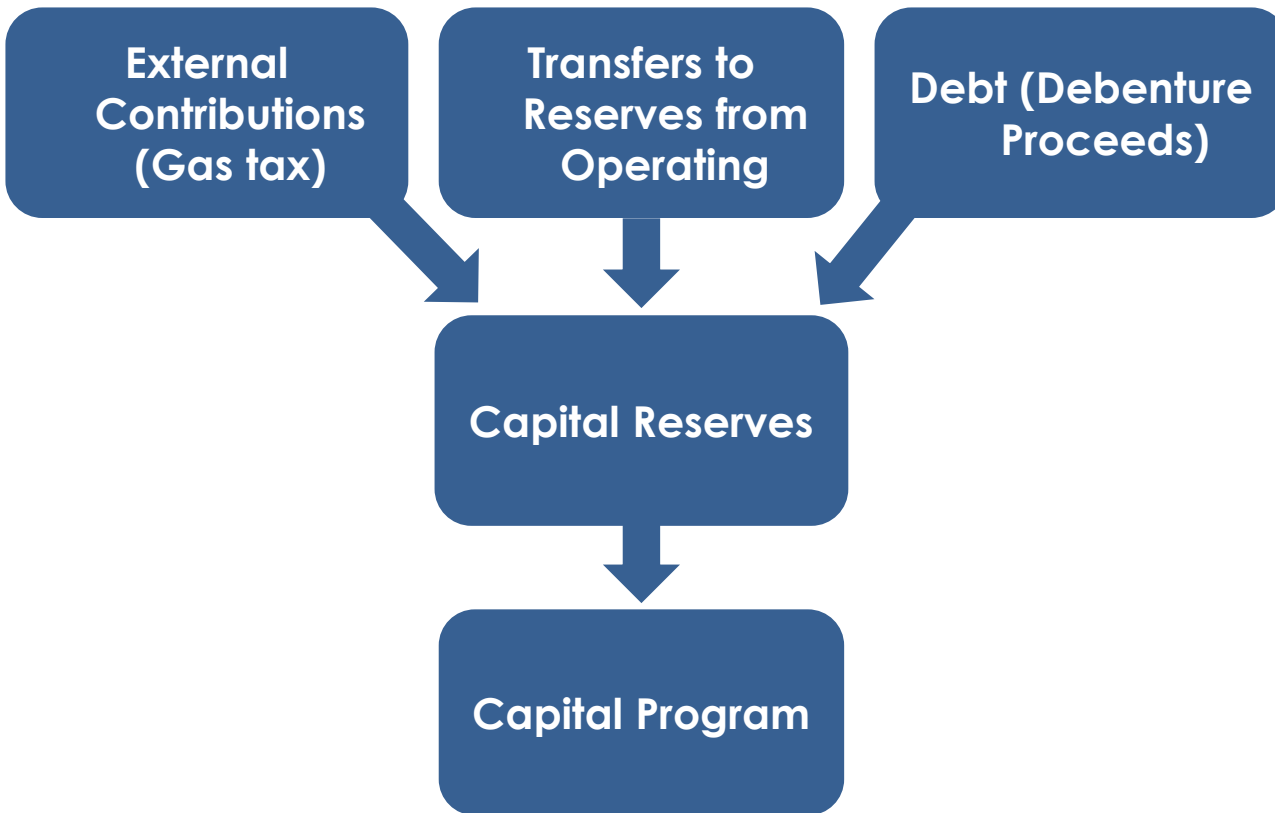 External
Contributions
(Gas tax)
Transfers to
Reserves from
Operating
Debt (Debenture
Proceeds)
Capital Reserves
Capital Program